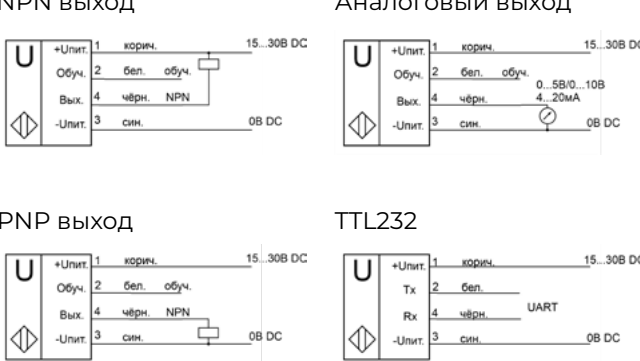 NPN выход
U
+Uпит. 1 корич. 15...30В DC
Обуч. 2 бел. обуч.
Вых. 4 чёрн. NPN
-Uпит. 3 син. 0В DC
Аналоговый выход
U
+Uпит. 1 корич. 15...30В DC
Обуч. 2 бел. обуч.
0...5В/0...10В
Вых. 4 чёрн. 4...20мА
-Uпит. 3 син. 0В DC
PNP выход
U
+Uпит. 1 корич. 15...30В DC
Обуч. 2 бел. обуч.
Вых. 4 чёрн. NPN
-Uпит. 3 син. 0В DC
TTL232
U
+Uпит. 1 корич. 15...30В DC
Tx 2 бел.
UART
Rx 4 чёрн.
-Uпит. 3 син. 0В DC